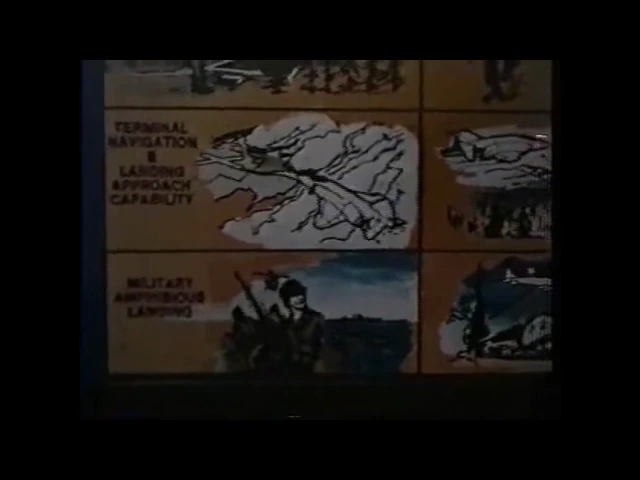 TERMINAL
NAVIGATION
&
LANDING
APPROACH
CAPABILITY
MILITARY
AMPHIBIOUS
LANDING